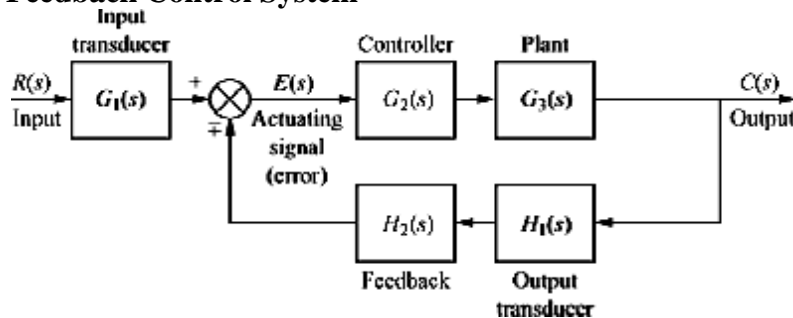 Feedback Control System
Input
transducer
Controller
Plant
R(s)
Input
G₁(s)
+
∓
E(s)
Actuating
signal
(error)
G₂(s)
G₃(s)
C(s)
Output
H₂(s)
H₁(s)
Feedback
Output
transducer